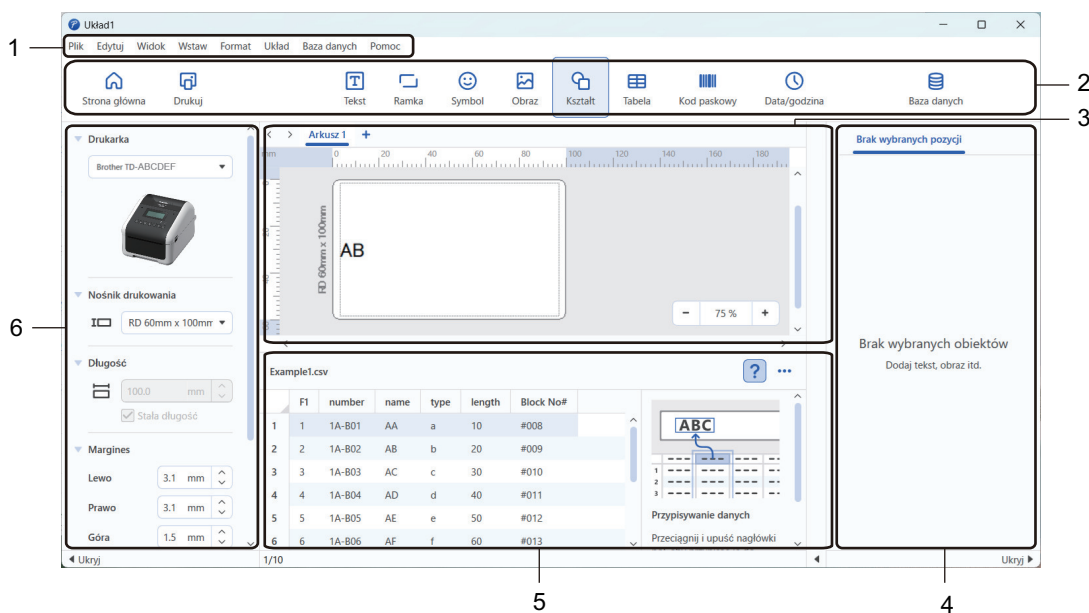 Układ1
1
Plik Edytuj Widok Wstaw Format Układ Baza danych Pomoc
2
Strona główna Drukuj Tekst Ramka Symbol Obraz Kształt Tabela Kod paskowy Data/godzina Baza danych
3
Drukarka
Brother TD-ABCDEF
Nośnik drukowania
RD 60mm x 100mm
Długość
100.0 mm
Stała długość
Margines
Lewo 3.1 mm
Prawo 3.1 mm
Góra 1.5 mm
Ukryj
6
Arkusz 1 +
mm 0 20 40 60 80 100 120 140 160 180
0
20
40
60
RD 60mm x 100mm
AB
− 75 % +
Example1.csv ? •••
F1 number name type length Block No#
1 1 1A-B01 AA a 10 #008
2 2 1A-B02 AB b 20 #009
3 3 1A-B03 AC c 30 #010
4 4 1A-B04 AD d 40 #011
5 5 1A-B05 AE e 50 #012
6 6 1A-B06 AF f 60 #013
ABC
1
2
3
Przypisywanie danych
Przeciągnij i upuść nagłówki
1/10
5
Brak wybranych pozycji
Brak wybranych obiektów
Dodaj tekst, obraz itd.
Ukryj
4